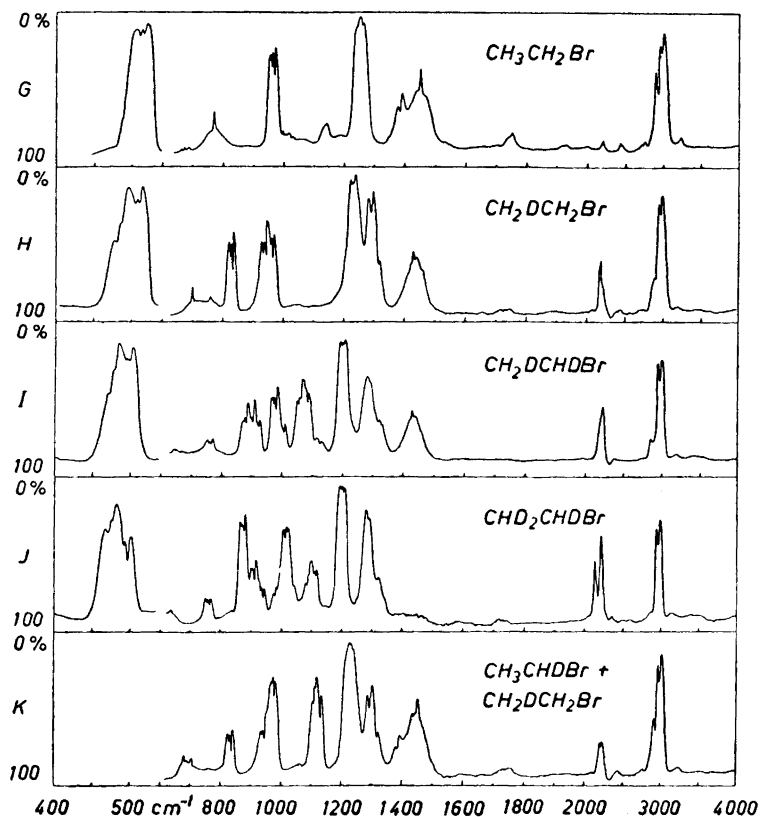 0 %
G
CH₃CH₂Br
100
0 %
H
CH₂DCH₂Br
100
0 %
I
CH₂DCHDBr
100
0 %
J
CHD₂CHDBr
100
0 %
K
CH₃CHDBr +
CH₂DCH₂Br
100
400 500 cm⁻¹ 800 1000 1200 1400 1600 1800 2000 3000 4000